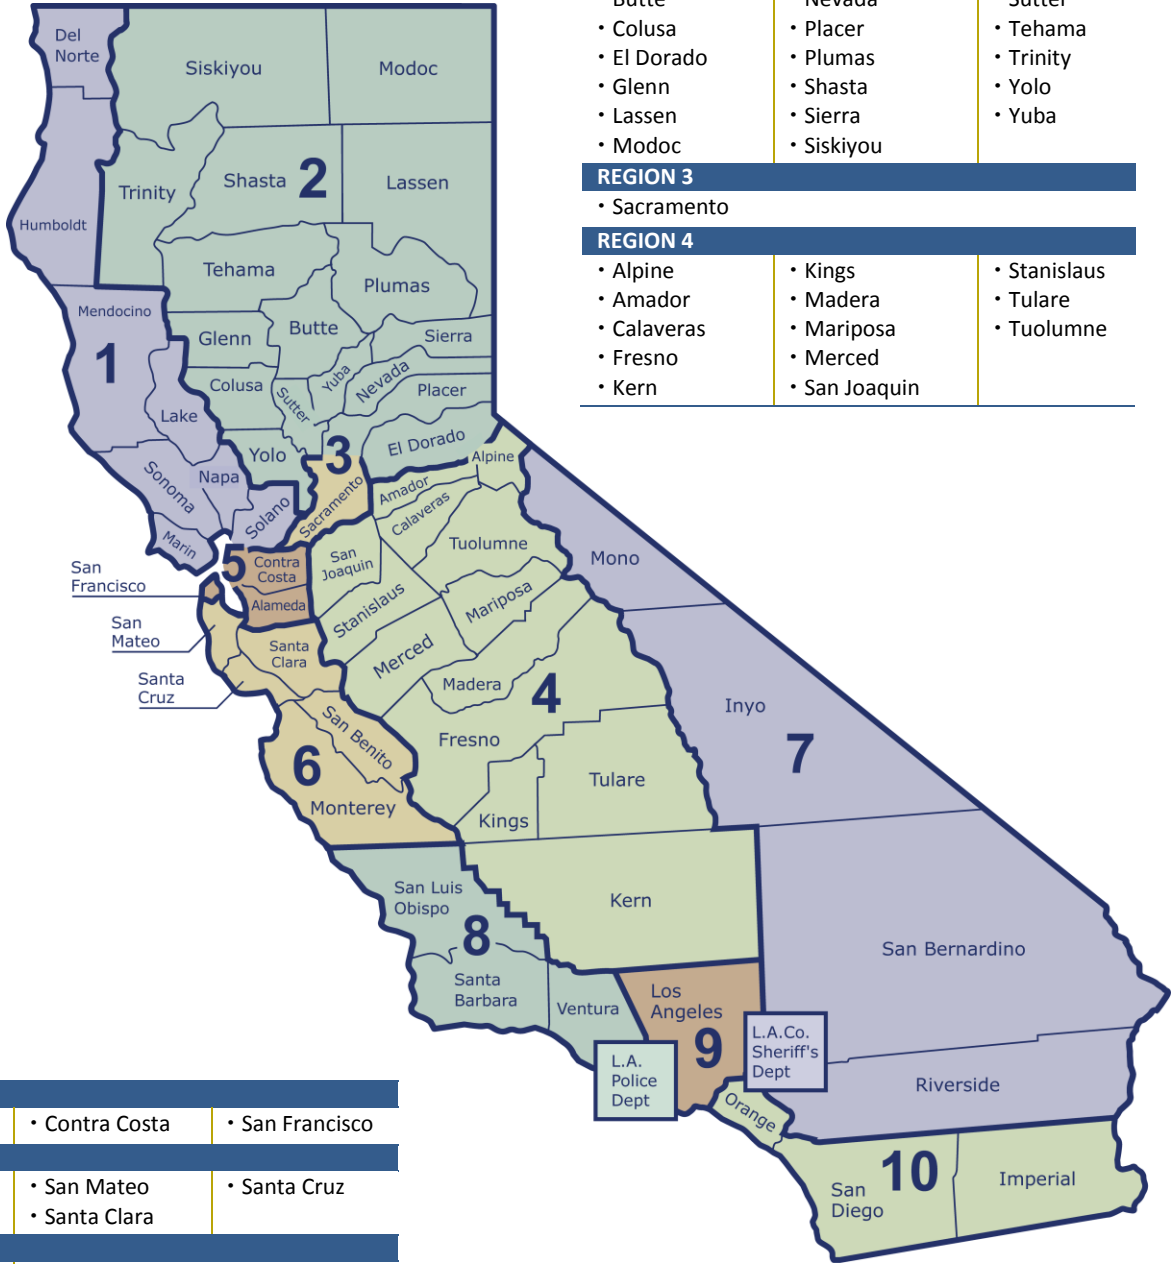 Butte
Nevada
Sutter
• Colusa
• Placer
• Tehama
• El Dorado
• Plumas
• Trinity
• Glenn
• Shasta
• Yolo
• Lassen
• Sierra
• Yuba
• Modoc
• Siskiyou
REGION 3
• Sacramento
REGION 4
• Alpine
• Kings
• Stanislaus
• Amador
• Madera
• Tulare
• Calaveras
• Mariposa
• Tuolumne
• Fresno
• Merced
• Kern
• San Joaquin
Del
Norte
Siskiyou
Modoc
Trinity
Shasta
2
Lassen
Humboldt
Tehama
Plumas
Mendocino
Glenn
Butte
Sierra
1
Colusa
Sutter
Yuba
Nevada
Placer
Lake
Yolo
3
El Dorado
Alpine
Sonoma
Napa
Solano
Sacramento
Amador
Calaveras
Marin
5
Contra
Costa
San
Joaquin
Tuolumne
Mono
San
Francisco
Alameda
Stanislaus
Mariposa
San
Mateo
Santa
Clara
Merced
Madera
4
Santa
Cruz
San Benito
Fresno
Inyo
7
6
Monterey
Kings
Tulare
San Luis
Obispo
Kern
8
San Bernardino
Santa
Barbara
Ventura
Los
Angeles
9
L.A.Co.
Sheriff's
Dept
L.A.
Police
Dept
Orange
Riverside
10
San
Diego
Imperial
• Contra Costa
• San Francisco
• San Mateo
• Santa Cruz
• Santa Clara